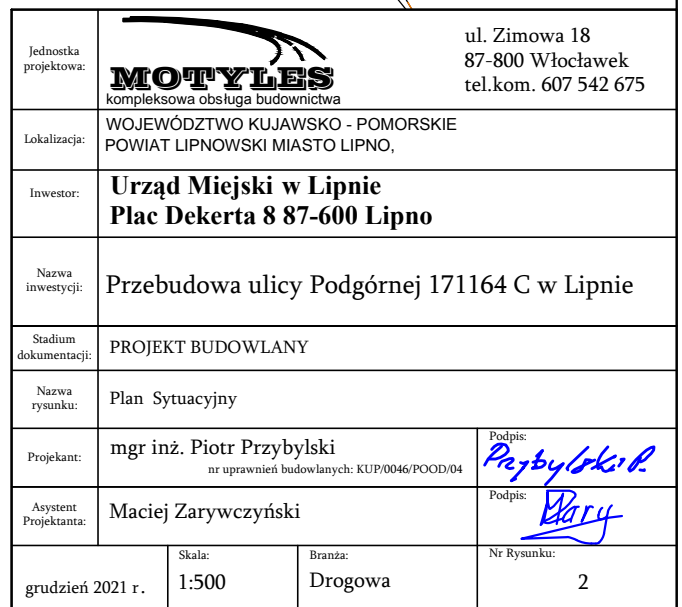 Jednostka
projektowa:
MOTYLES
kompleksowa obsługa budownictwa
ul. Zimowa 18
87-800 Włocławek
tel.kom. 607 542 675
Lokalizacja:
WOJEWÓDZTWO KUJAWSKO - POMORSKIE
POWIAT LIPNOWSKI MIASTO LIPNO,
Inwestor:
Urząd Miejski w Lipnie
Plac Dekerta 8 87-600 Lipno
Nazwa
inwestycji:
Przebudowa ulicy Podgórnej 171164 C w Lipnie
Stadium
dokumentacji:
PROJEKT BUDOWLANY
Nazwa
rysunku:
Plan Sytuacyjny
Projekant:
mgr inż. Piotr Przybylski
nr uprawnień budowlanych: KUP/0046/POOD/04
Podpis:
Przybylski P.
Asystent
Projektanta:
Maciej Zarywczyński
Podpis:
grudzień 2021 r.
Skala:
1:500
Branża:
Drogowa
Nr Rysunku:
2